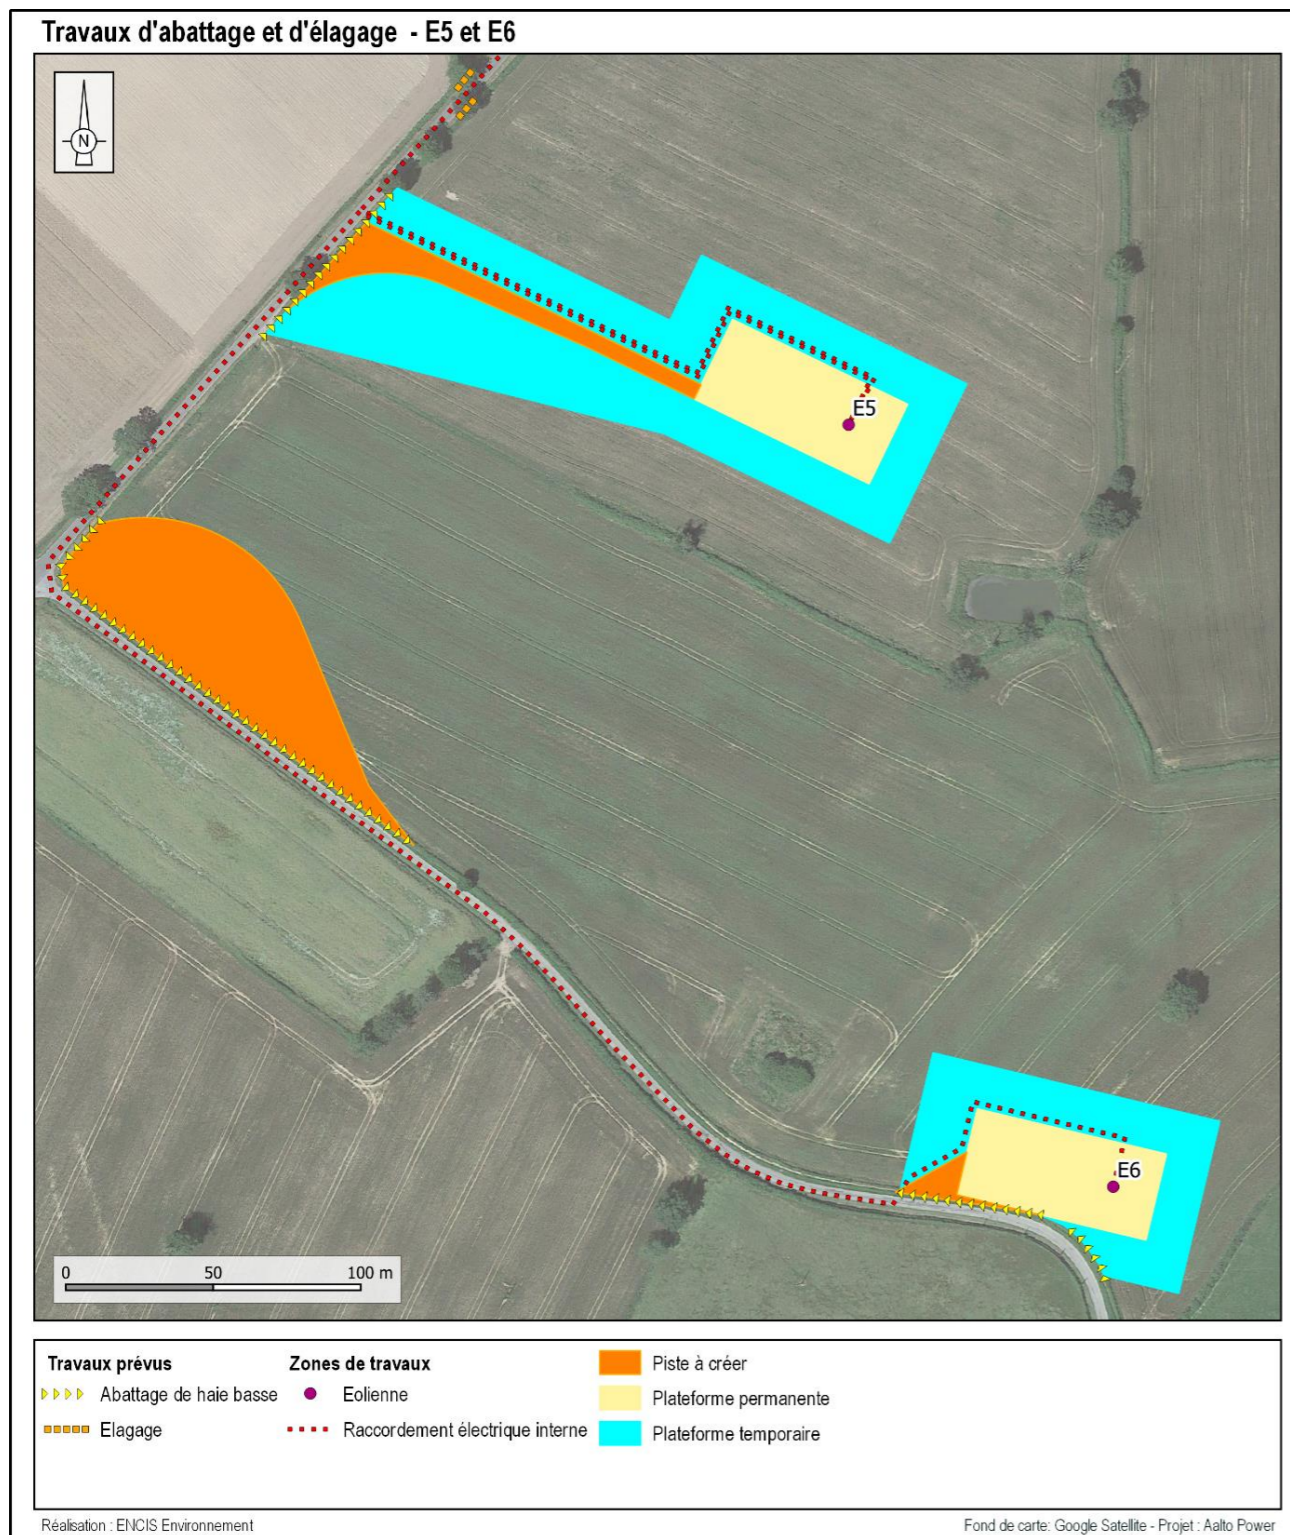 Travaux d'abattage et d'élagage - E5 et E6
N
E5
E6
0 50 100 m
Travaux prévus
Abattage de haie basse
Elagage
Zones de travaux
Eolienne
Raccordement électrique interne
Piste à créer
Plateforme permanente
Plateforme temporaire
Réalisation : ENCIS Environnement
Fond de carte: Google Satellite - Projet : Aalto Power